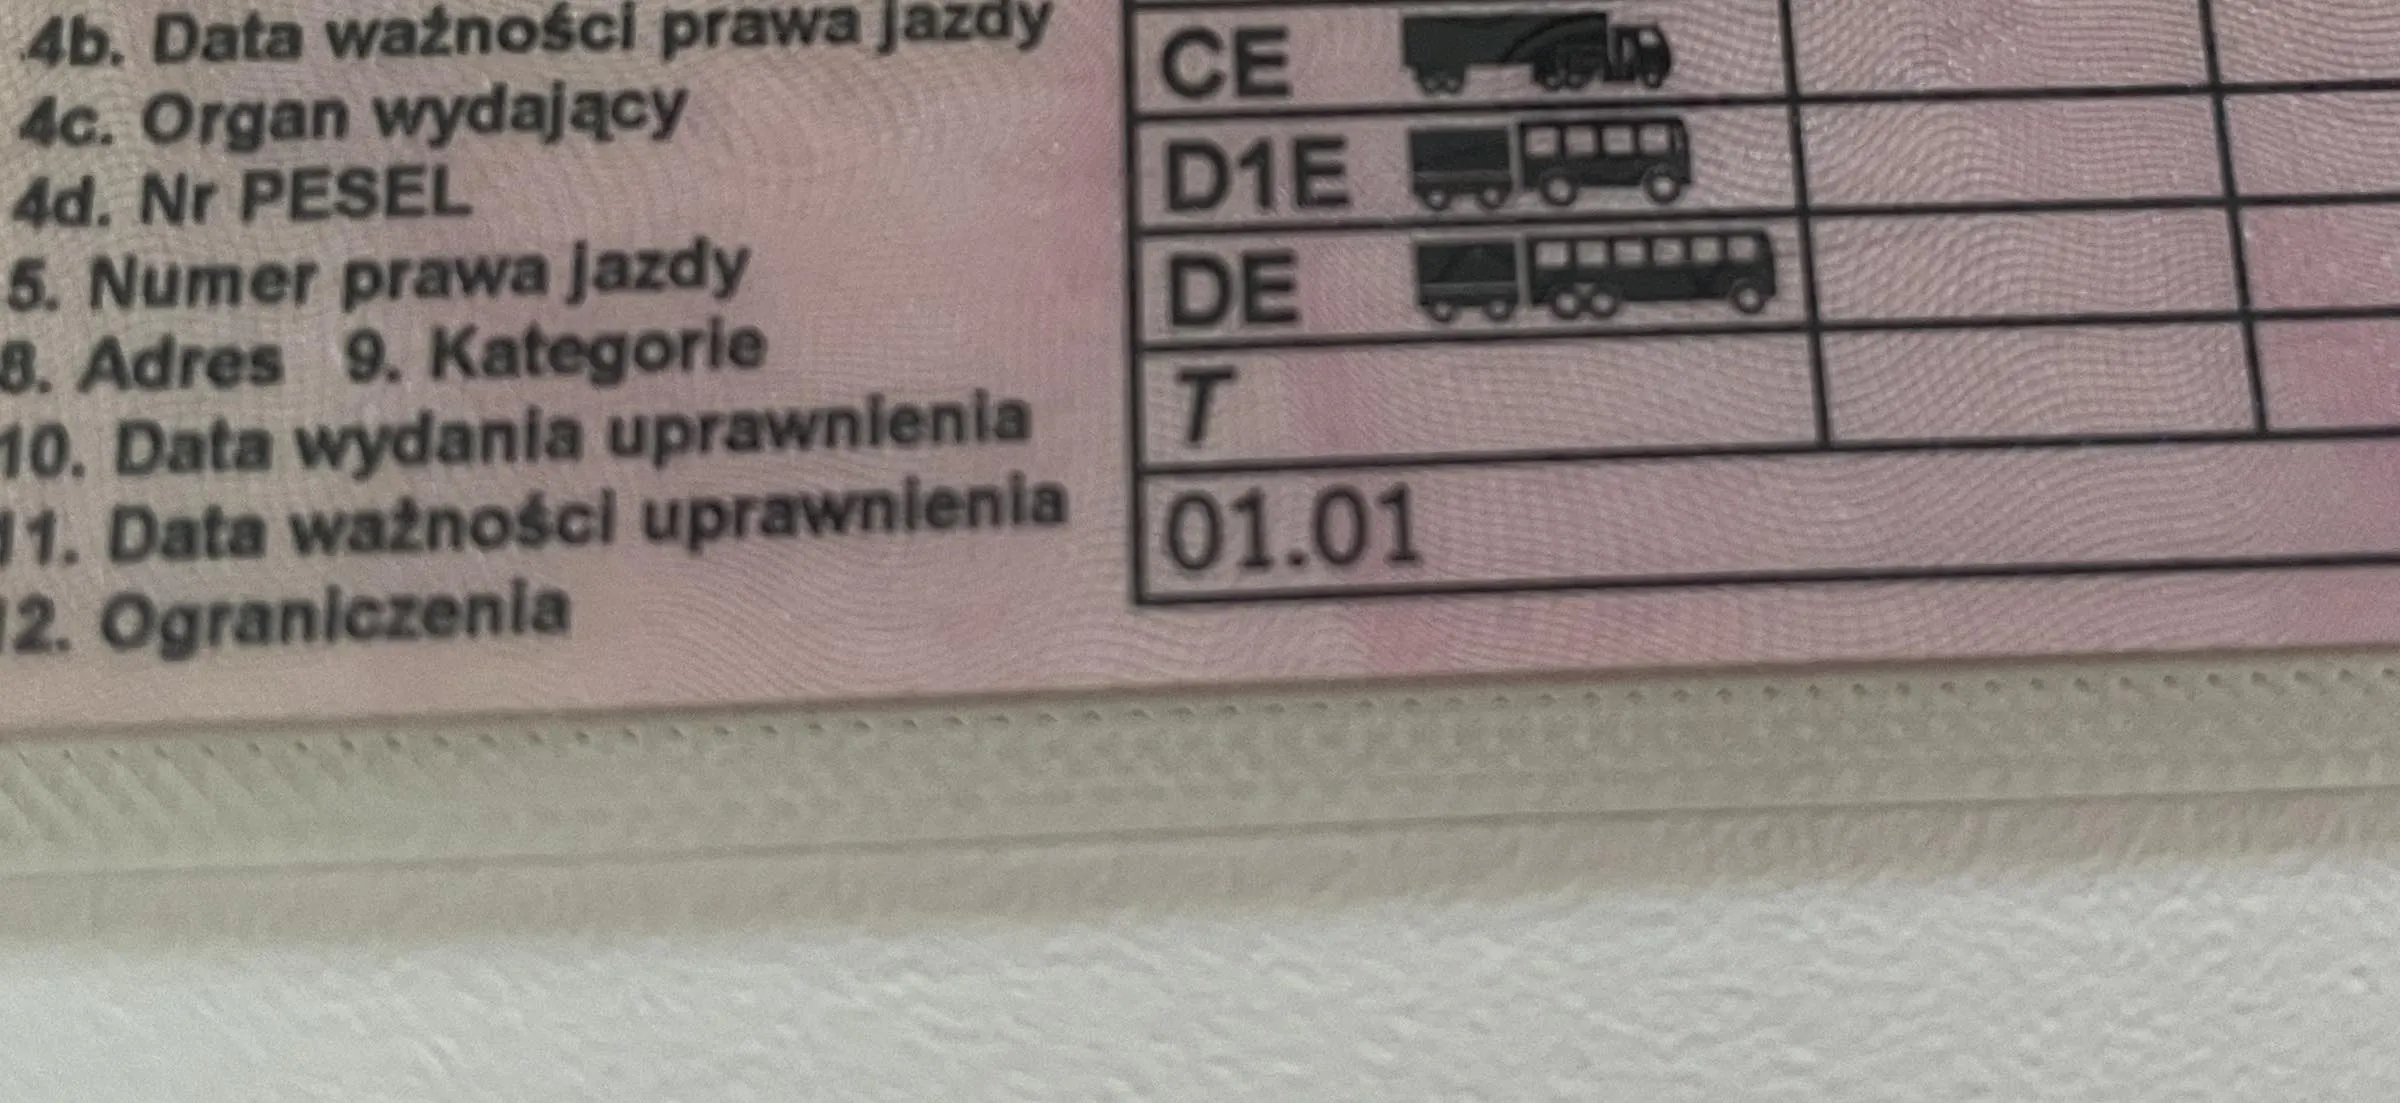 4b. Data ważności prawa jazdy
4c. Organ wydający
4d. Nr PESEL
5. Numer prawa jazdy
8. Adres 9. Kategorie
10. Data wydania uprawnienia
11. Data ważności uprawnienia
12. Ograniczenia
CE
D1E
DE
T
01.01